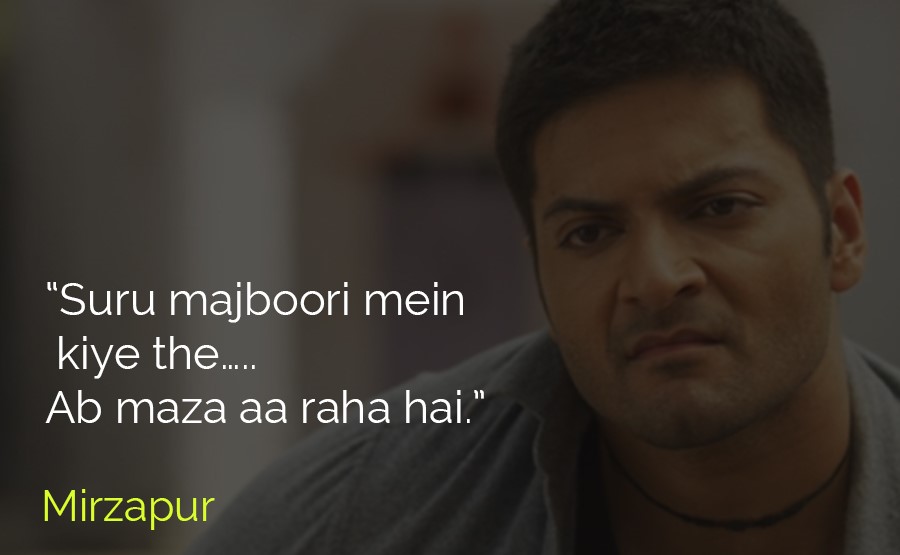 “Suru majboori mein
kiye the.....
Ab maza aa raha hai.”
Mirzapur